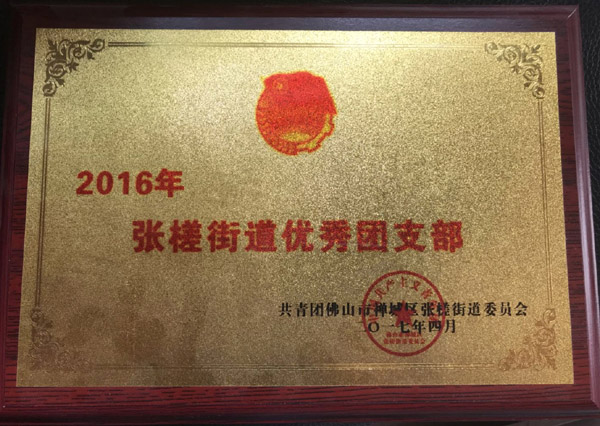 2016年
张槎街道优秀团支部
共青团佛山市禅城区张槎街道委员会
〇一七年四月